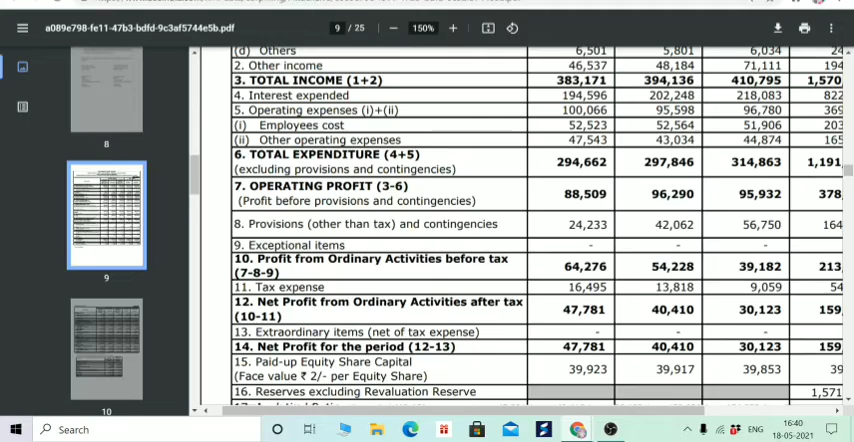 a089e798-fe11-47b3-bdfd-9c3af5744e5b.pdf 9 / 25 — 150% +
(d) Others 6,501 5,801 6,034 24
2. Other income 46,537 48,184 71,111 194
3. TOTAL INCOME (1+2) 383,171 394,136 410,795 1,570
4. Interest expended 194,596 202,248 218,083 822
5. Operating expenses (i)+(ii) 100,066 95,598 96,780 369
(i) Employees cost 52,523 52,564 51,906 203
(ii) Other operating expenses 47,543 43,034 44,874 165
6. TOTAL EXPENDITURE (4+5)
(excluding provisions and contingencies) 294,662 297,846 314,863 1,191
7. OPERATING PROFIT (3-6)
(Profit before provisions and contingencies) 88,509 96,290 95,932 378
8. Provisions (other than tax) and contingencies 24,233 42,062 56,750 164
9. Exceptional items - - -
10. Profit from Ordinary Activities before tax
(7-8-9) 64,276 54,228 39,182 213
11. Tax expense 16,495 13,818 9,059 54
12. Net Profit from Ordinary Activities after tax
(10-11) 47,781 40,410 30,123 159
13. Extraordinary items (net of tax expense) - - -
14. Net Profit for the period (12-13) 47,781 40,410 30,123 159
15. Paid-up Equity Share Capital
(Face value ₹ 2/- per Equity Share) 39,923 39,917 39,853 39
16. Reserves excluding Revaluation Reserve 1,571
8
9
10
Search
ENG
16:40
18-05-2021